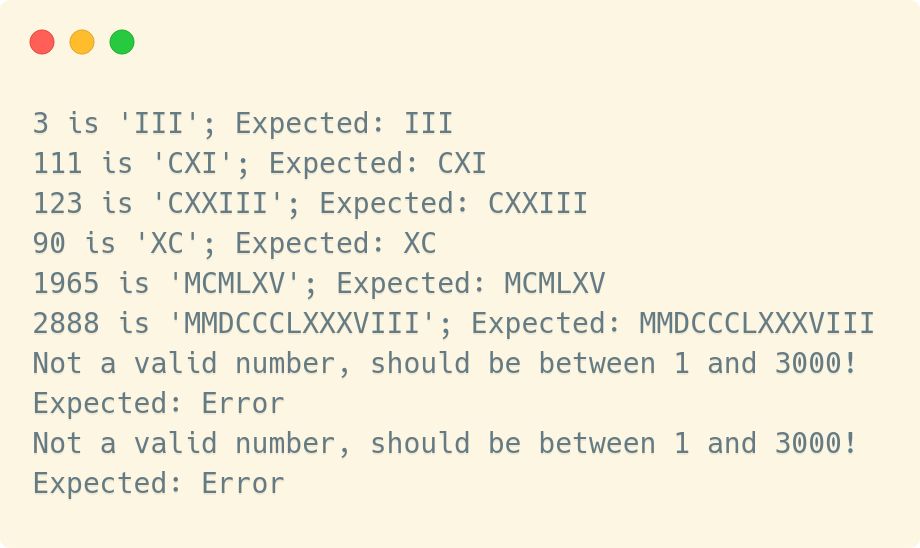 3 is 'III'; Expected: III
111 is 'CXI'; Expected: CXI
123 is 'CXXIII'; Expected: CXXIII
90 is 'XC'; Expected: XC
1965 is 'MCMLXV'; Expected: MCMLXV
2888 is 'MMDCCCLXXXVIII'; Expected: MMDCCCLXXXVIII
Not a valid number, should be between 1 and 3000!
Expected: Error
Not a valid number, should be between 1 and 3000!
Expected: Error